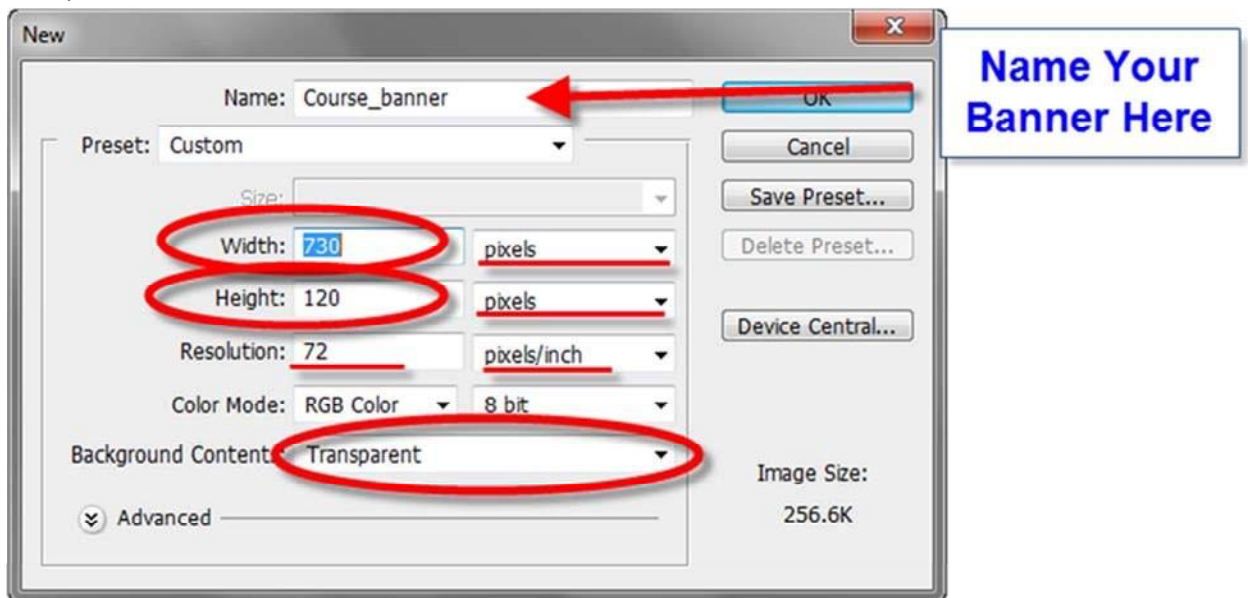 New
Name: Course_banner
OK
Name Your
Banner Here
Preset: Custom
Cancel
Size:
Save Preset...
Width: 730 pixels
Delete Preset...
Height: 120 pixels
Device Central...
Resolution: 72 pixels/inch
Color Mode: RGB Color 8 bit
Background Content Transparent
Image Size:
256.6K
Advanced